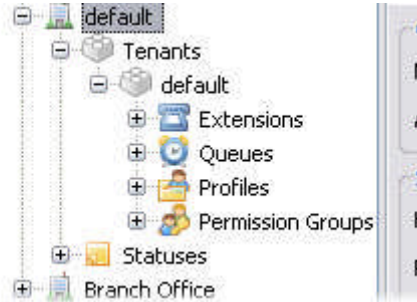 default
Tenants
default
Extensions
Queues
Profiles
Permission Groups
Statuses
Branch Office